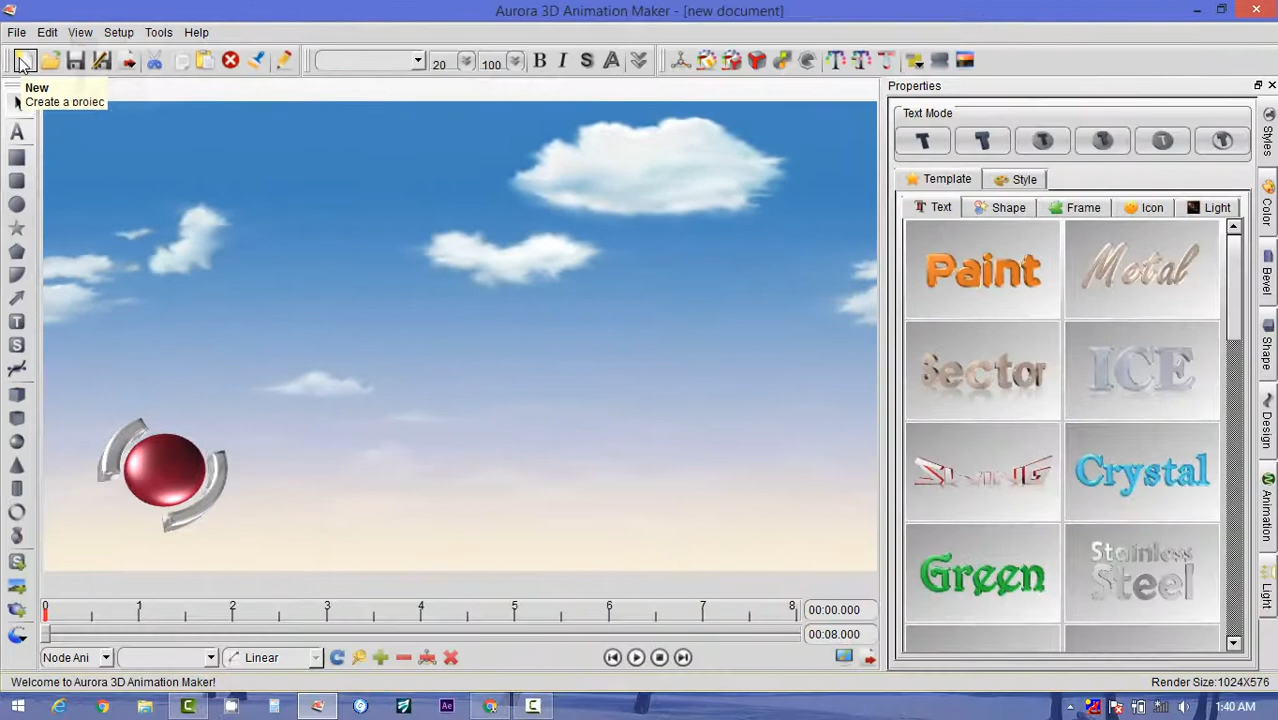 Aurora 3D Animation Maker - [new document]
File Edit View Setup Tools Help
20 100 B I S A
New
Create a projec
Properties
Text Mode
Template Style
Text Shape Frame Icon Light
Paint Metal
Sector ICE
Crystal
Green Stainless Steel
Styles
Color
Bevel
Shape
Design
Animation
Light
0 1 2 3 4 5 6 7 8
00:00.000
00:08.000
Node Ani Linear
Welcome to Aurora 3D Animation Maker!
Render Size:1024X576
1:40 AM